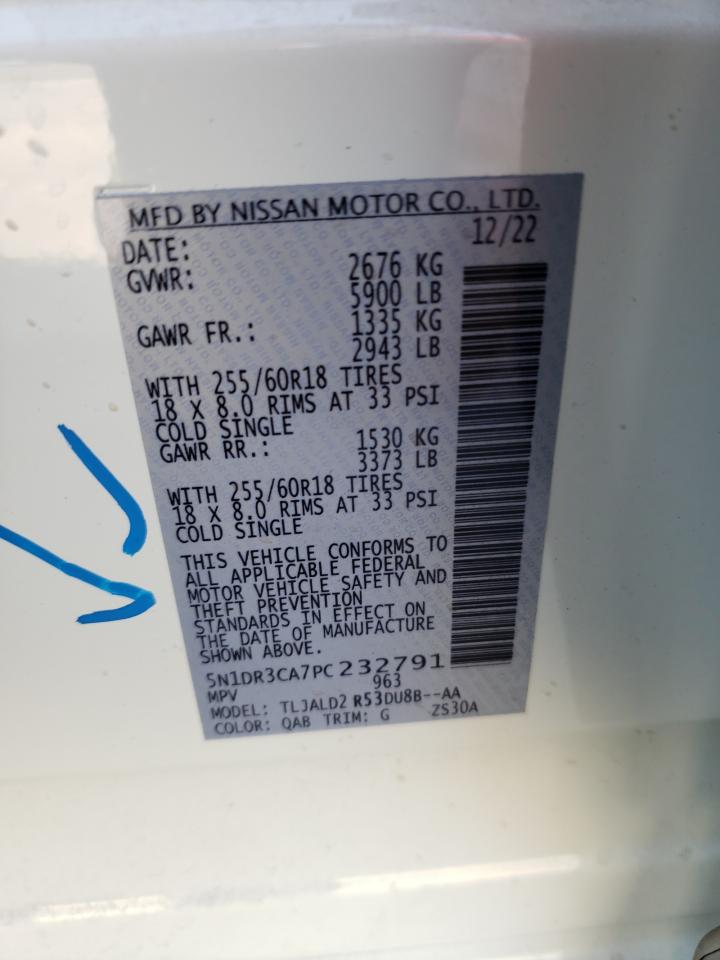 MFD BY NISSAN MOTOR CO., LTD.
DATE: 12/22
GVWR: 2676 KG
5900 LB
GAWR FR.: 1335 KG
2943 LB
WITH 255/60R18 TIRES
18 X 8.0 RIMS AT 33 PSI
COLD SINGLE
GAWR RR.: 1530 KG
3373 LB
WITH 255/60R18 TIRES
18 X 8.0 RIMS AT 33 PSI
COLD SINGLE
THIS VEHICLE CONFORMS TO
ALL APPLICABLE FEDERAL
MOTOR VEHICLE SAFETY AND
THEFT PREVENTION
STANDARDS IN EFFECT ON
THE DATE OF MANUFACTURE
SHOWN ABOVE.
5N1DR3CA7PC232791
MPV 963
MODEL: TLJALD2 R53DU8B--AA
COLOR: QAB TRIM: G ZS30A